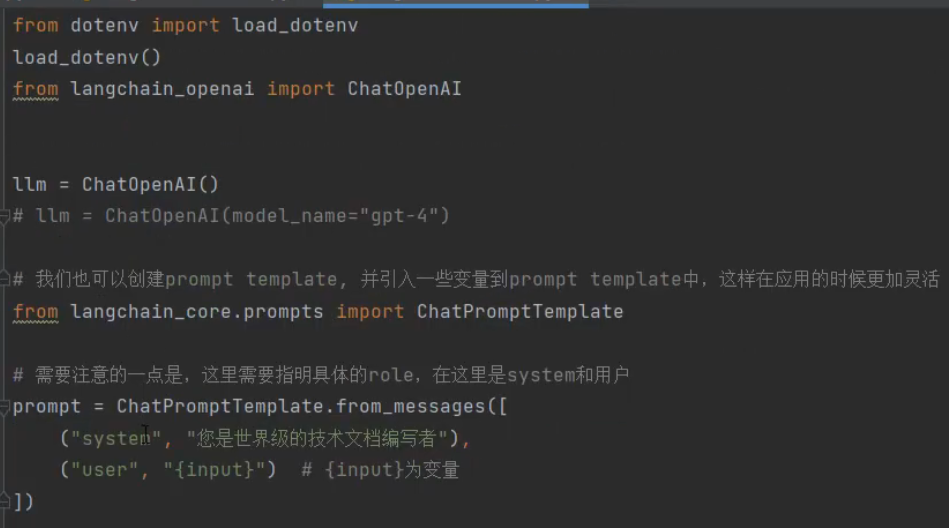 from dotenv import load_dotenv
load_dotenv()
from langchain_openai import ChatOpenAI
llm = ChatOpenAI()
# llm = ChatOpenAI(model_name="gpt-4")
# 我们也可以创建prompt template, 并引入一些变量到prompt template中，这样在应用的时候更加灵活
from langchain_core.prompts import ChatPromptTemplate
# 需要注意的一点是，这里需要指明具体的role，在这里是system和用户
prompt = ChatPromptTemplate.from_messages([
    ("system", "您是世界级的技术文档编写者"),
    ("user", "{input}")  # {input}为变量
])